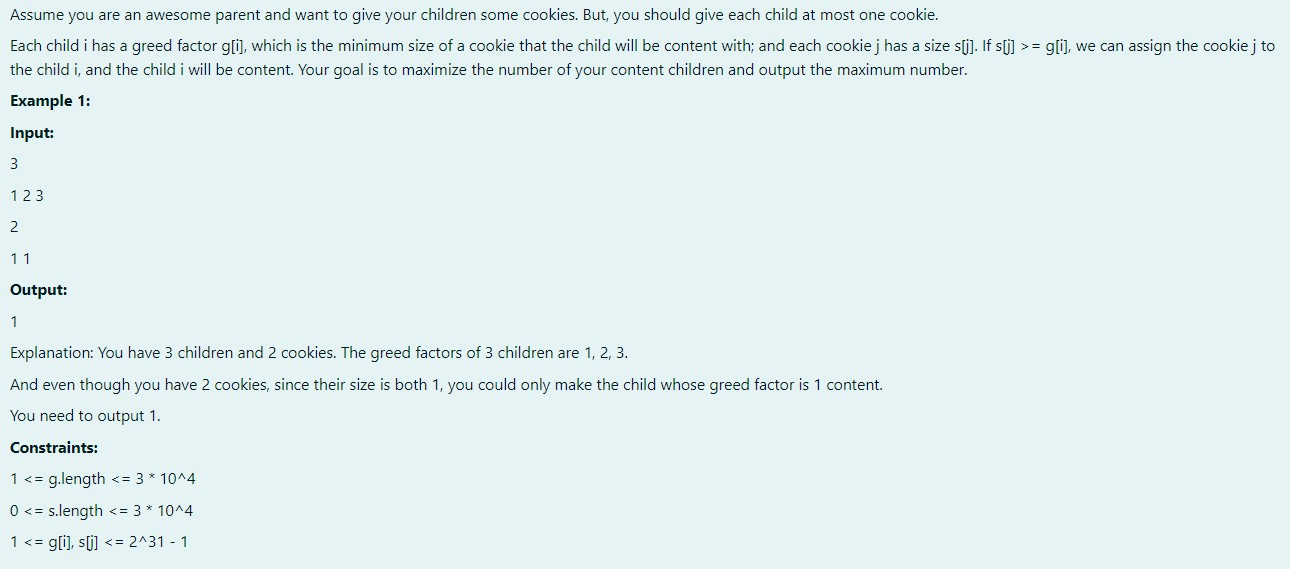 Assume you are an awesome parent and want to give your children some cookies. But, you should give each child at most one cookie.
Each child i has a greed factor g[i], which is the minimum size of a cookie that the child will be content with; and each cookie j has a size s[j]. If s[j] >= g[i], we can assign the cookie j to
the child i, and the child i will be content. Your goal is to maximize the number of your content children and output the maximum number.
Example 1:
Input:
3
1 2 3
2
1 1
Output:
1
Explanation: You have 3 children and 2 cookies. The greed factors of 3 children are 1, 2, 3.
And even though you have 2 cookies, since their size is both 1, you could only make the child whose greed factor is 1 content.
You need to output 1.
Constraints:
1 <= g.length <= 3 * 10^4
0 <= s.length <= 3 * 10^4
1 <= g[i], s[j] <= 2^31 - 1